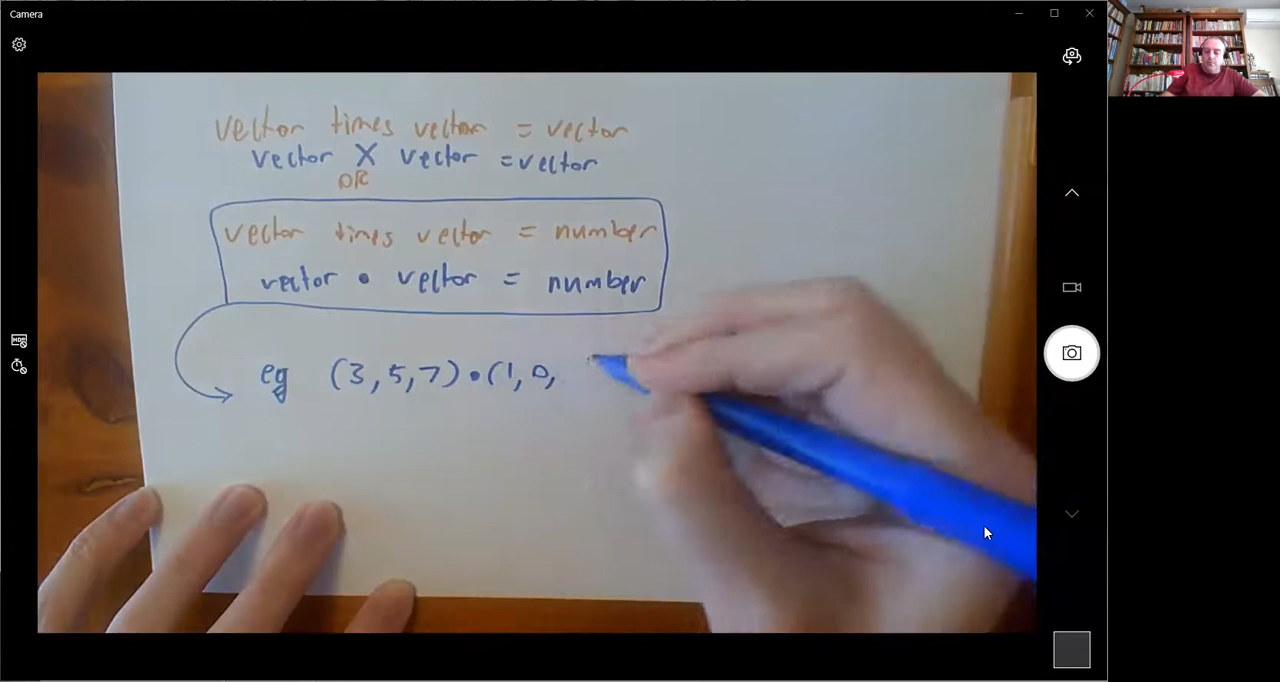 Camera
vector times vector = vector
vector X vector = vector
OR
vector times vector = number
vector • vector = number
eg (3,5,7)•(1,0,